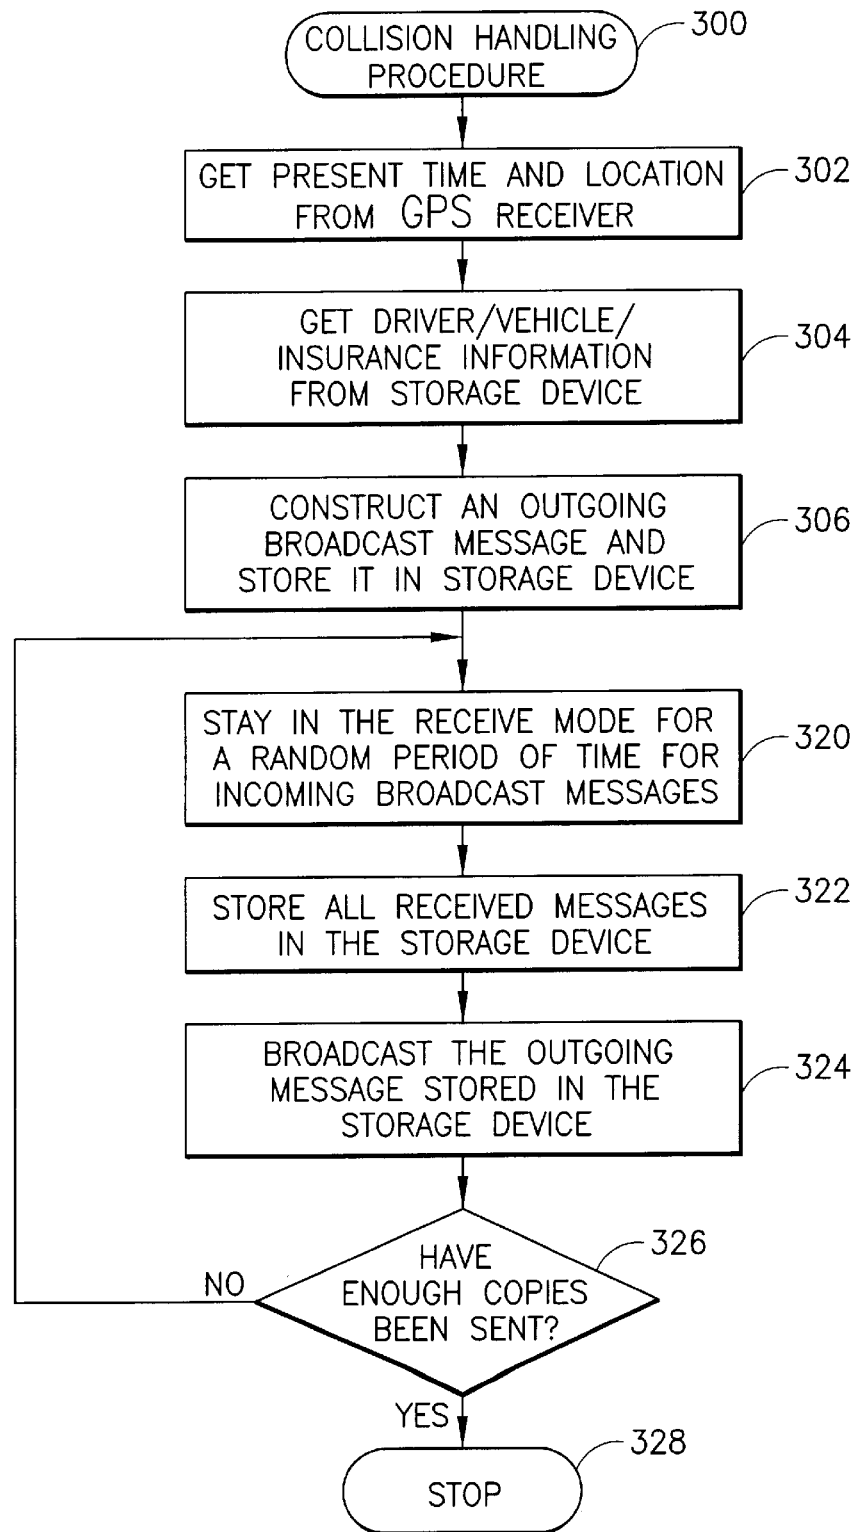 COLLISION HANDLING
PROCEDURE
300
GET PRESENT TIME AND LOCATION
FROM GPS RECEIVER
302
GET DRIVER/VEHICLE/
INSURANCE INFORMATION
FROM STORAGE DEVICE
304
CONSTRUCT AN OUTGOING
BROADCAST MESSAGE AND
STORE IT IN STORAGE DEVICE
306
STAY IN THE RECEIVE MODE FOR
A RANDOM PERIOD OF TIME FOR
INCOMING BROADCAST MESSAGES
320
STORE ALL RECEIVED MESSAGES
IN THE STORAGE DEVICE
322
BROADCAST THE OUTGOING
MESSAGE STORED IN THE
STORAGE DEVICE
324
HAVE
ENOUGH COPIES
BEEN SENT?
326
NO
YES
STOP
328